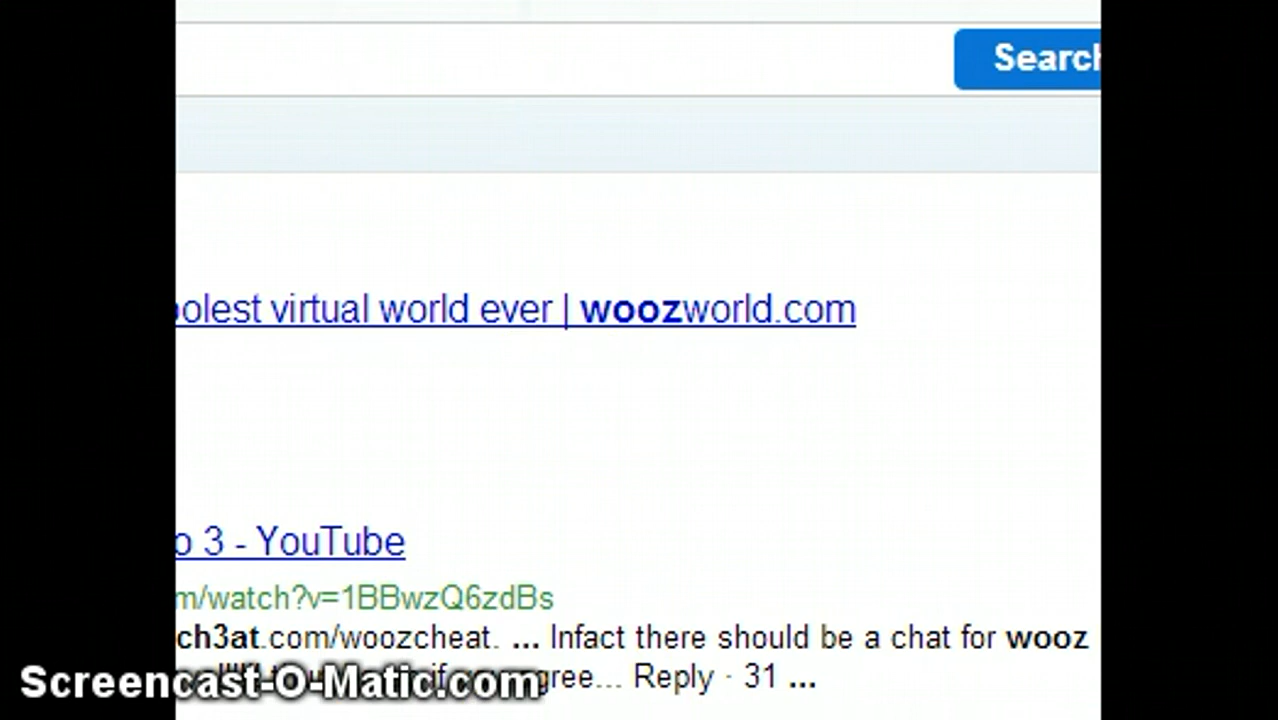 Search
oolest virtual world ever | woozworld.com
o 3 - YouTube
m/watch?v=1BBwzQ6zdBs
ch3at.com/woozcheat. ... Infact there should be a chat for wooz
gree... Reply · 31 ...
Screencast-O-Matic.com